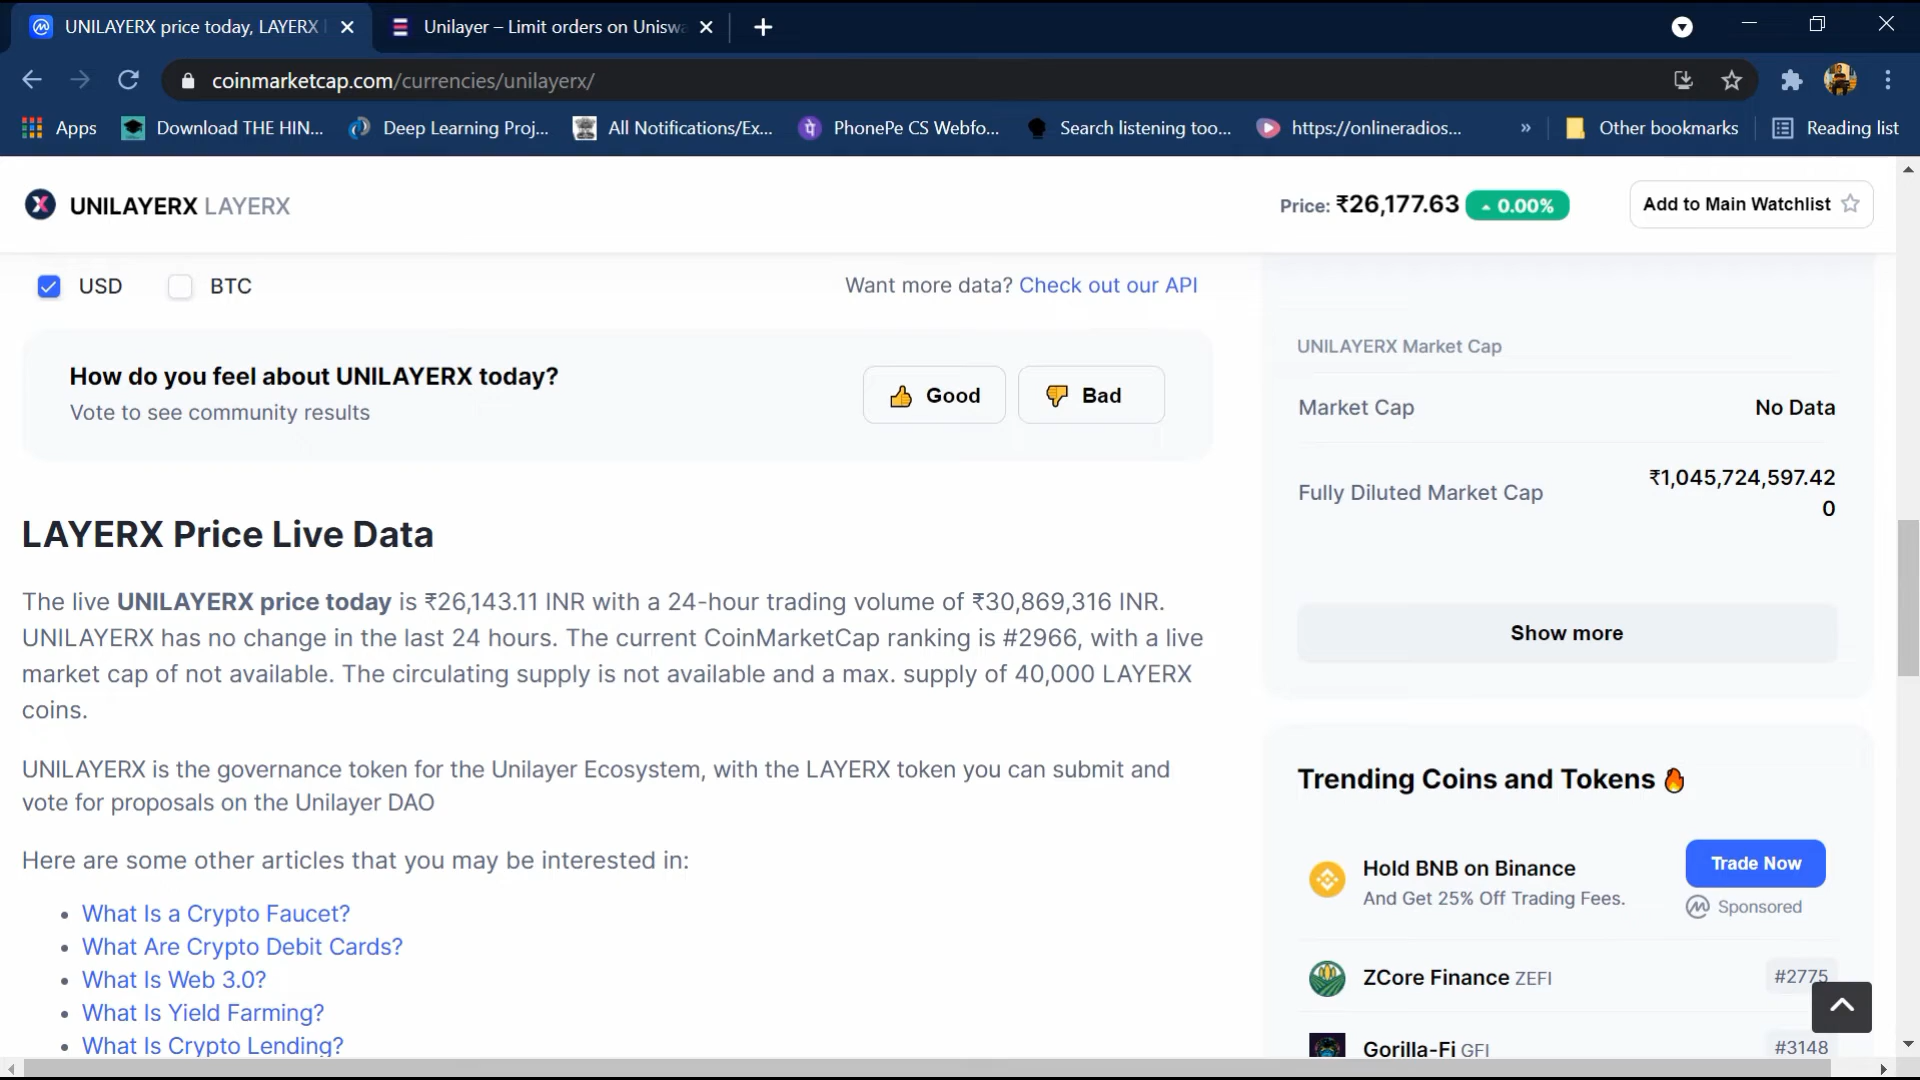 UNILAYERX price today, LAYERX
Unilayer – Limit orders on Unisw
coinmarketcap.com/currencies/unilayerx/
Apps
Download THE HIN...
Deep Learning Proj...
All Notifications/Ex...
PhonePe CS Webfo...
Search listening too...
https://onlineradios...
»
Other bookmarks
Reading list
UNILAYERX LAYERX
Price: ₹26,177.63
0.00%
Add to Main Watchlist
USD
BTC
Want more data? Check out our API
How do you feel about UNILAYERX today?
Vote to see community results
Good
Bad
LAYERX Price Live Data
The live UNILAYERX price today is ₹26,143.11 INR with a 24-hour trading volume of ₹30,869,316 INR.
UNILAYERX has no change in the last 24 hours. The current CoinMarketCap ranking is #2966, with a live
market cap of not available. The circulating supply is not available and a max. supply of 40,000 LAYERX
coins.
UNILAYERX is the governance token for the Unilayer Ecosystem, with the LAYERX token you can submit and
vote for proposals on the Unilayer DAO
Here are some other articles that you may be interested in:
• What Is a Crypto Faucet?
• What Are Crypto Debit Cards?
• What Is Web 3.0?
• What Is Yield Farming?
• What Is Crypto Lending?
UNILAYERX Market Cap
Market Cap
No Data
Fully Diluted Market Cap
₹1,045,724,597.42
0
Show more
Trending Coins and Tokens 🔥
Hold BNB on Binance
And Get 25% Off Trading Fees.
Trade Now
Sponsored
ZCore Finance ZEFI
#2775
Gorilla-Fi GFI
#3148